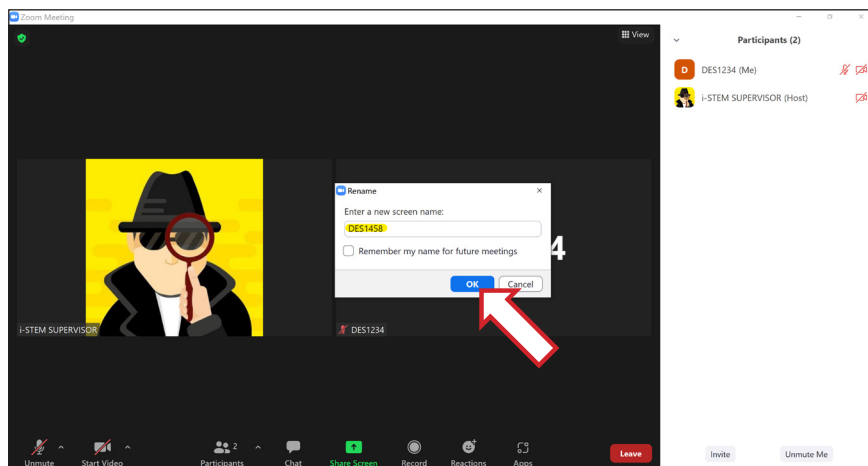 Zoom Meeting
View
Participants (2)
D DES1234 (Me)
i-STEM SUPERVISOR (Host)
Rename
Enter a new screen name:
DES1458
Remember my name for future meetings
4
OK Cancel
i-STEM SUPERVISOR
DES1234
2
Unmute Start Video Participants Chat Share Screen Record Reactions Apps
Leave
Invite Unmute Me